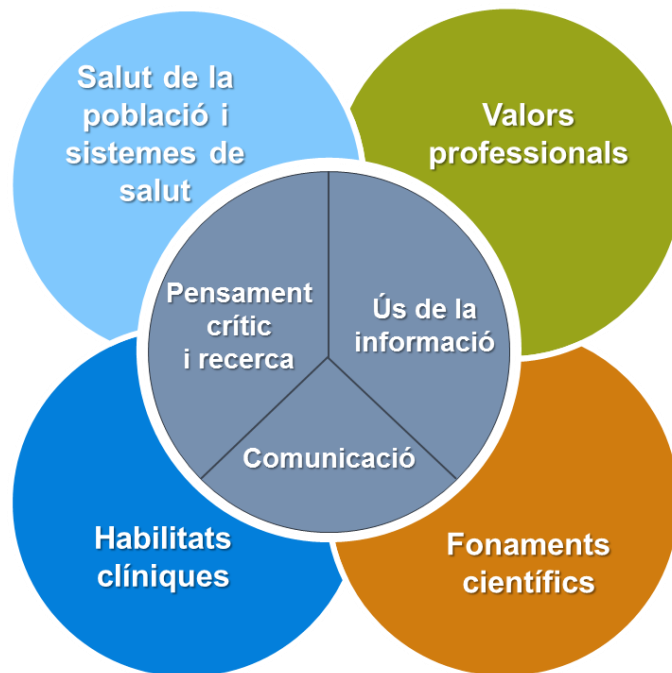 Salut de la
població i
sistemes de
salut
Valors
professionals
Pensament
crític
i recerca
Ús de la
informació
Comunicació
Habilitats
clíniques
Fonaments
científics